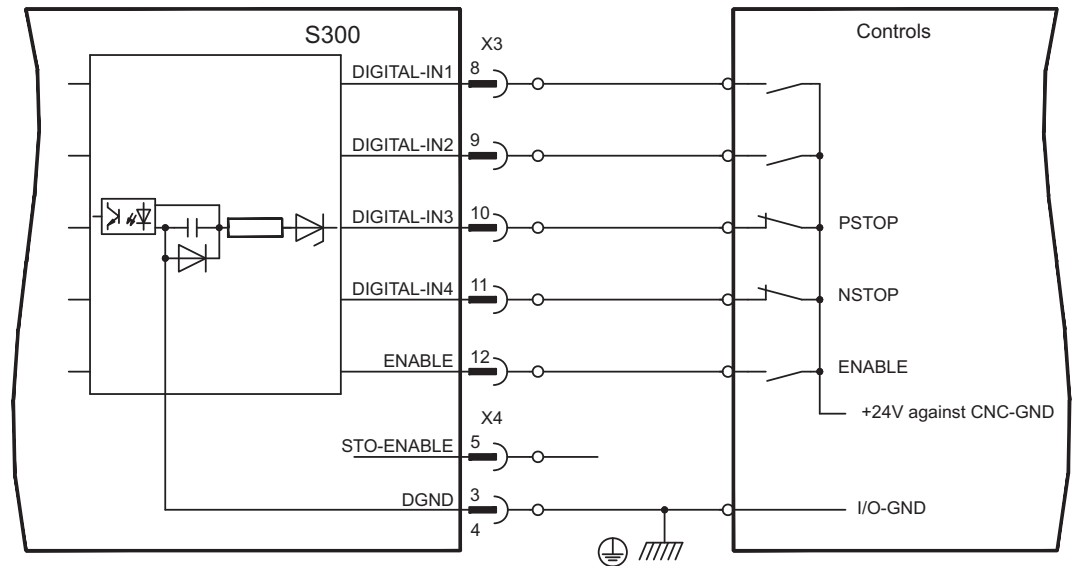 S300
X3
Controls
DIGITAL-IN1
8
DIGITAL-IN2
9
DIGITAL-IN3
10
PSTOP
DIGITAL-IN4
11
NSTOP
ENABLE
12
ENABLE
+24V against CNC-GND
X4
STO-ENABLE
5
DGND
3
I/O-GND
4